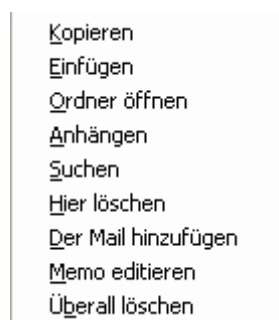 Kopieren
Einfügen
Ordner öffnen
Anhängen
Suchen
Hier löschen
Der Mail hinzufügen
Memo editieren
Überall löschen